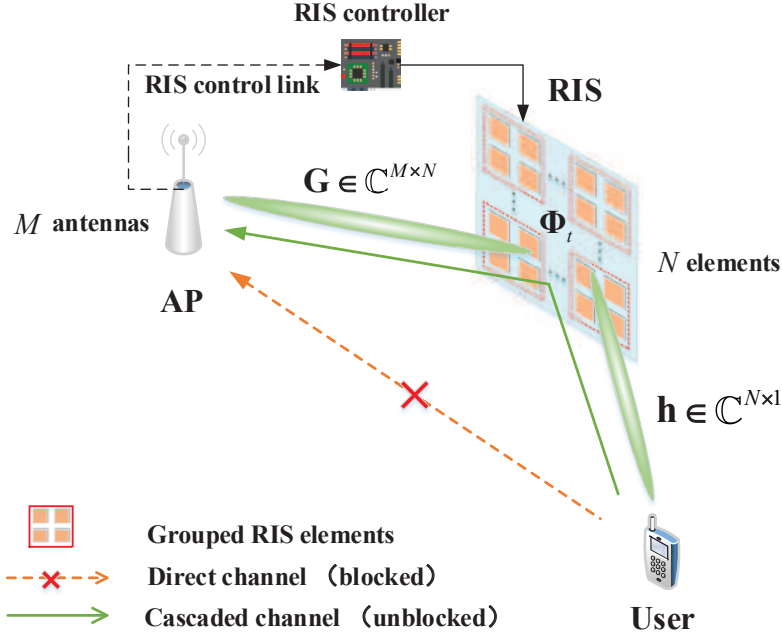 RIS controller
RIS control link
RIS
G ∈ ℂ^{M×N}
M antennas
Φ_t
N elements
AP
h ∈ ℂ^{N×1}
Grouped RIS elements
Direct channel （blocked）
Cascaded channel （unblocked）
User